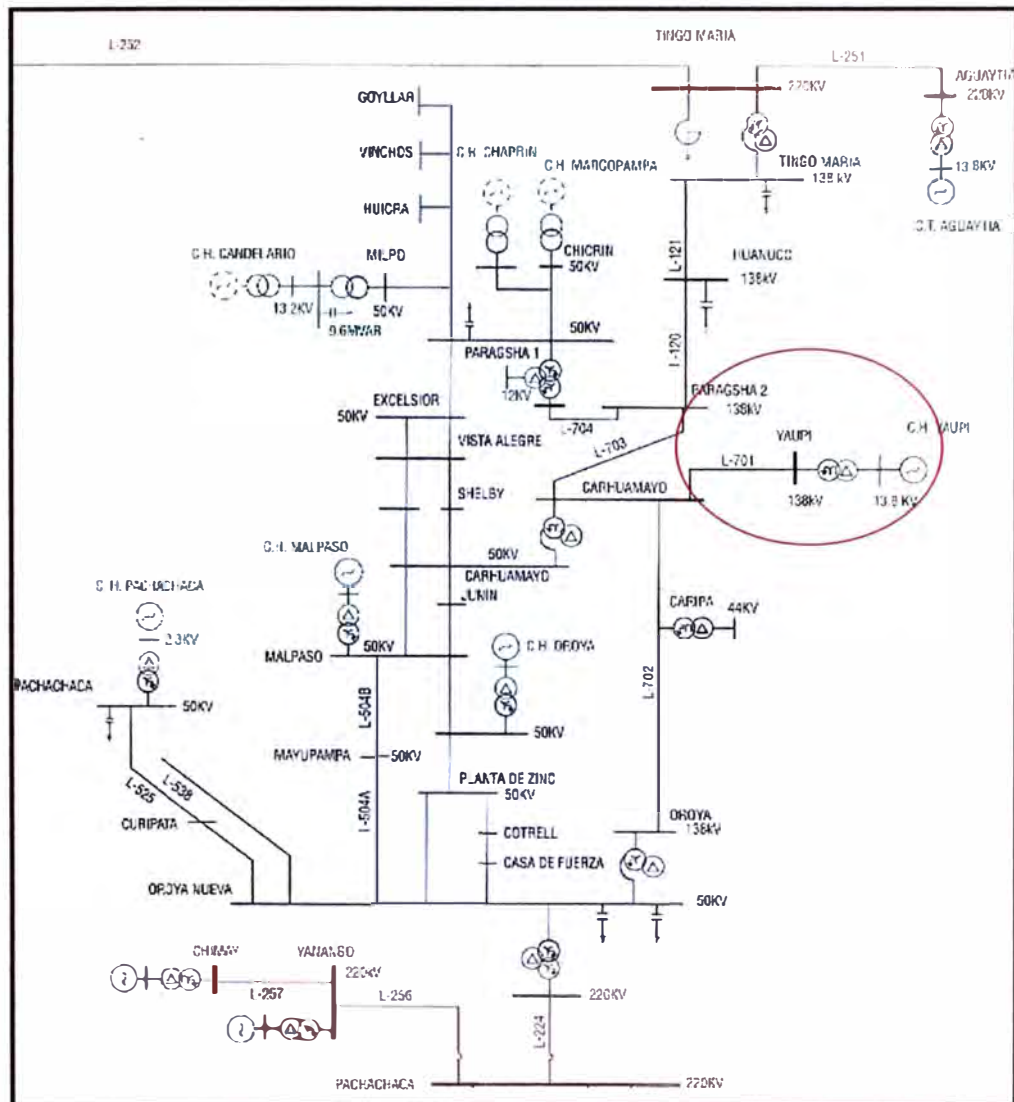 L-252
TINGO MARIA
L-251
220KV
AGUAYTIA
220KV
GOYLLAR
VINCHOS
C.H. CHAPRIN
C.H. MARCOPAMPA
TINGO MARIA
138 kV
13.8KV
C.T. AGUAYTIA
HUICRA
CHICRIN
50KV
L-121
HUANUCO
138KV
C.H. CANDELARIO
MILPO
13.2KV
50KV
9.6MVAR
50KV
PARAGSHA 1
L-120
12KV
PARAGSHA 2
138KV
L-704
EXCELSIOR
50KV
VISTA ALEGRE
L-703
YAUPI
C.H. YAUPI
L-701
138KV
13.8 KV
SHELBY
CARHUAMAYO
C.H. MALPASO
50KV
CARHUAMAYO
JUNIN
C.H. PACHACHACA
2.3KV
CARIPA
44KV
50KV
MALPASO
C.H. OROYA
L-702
PACHACHACA
50KV
L-504B
50KV
MAYUPAMPA
50KV
L-538
L-525
PLANTA DE ZINC
50KV
L-504A
CURIPATA
COTRELL
OROYA
138KV
CASA DE FUERZA
OROYA NUEVA
50KV
CHIMAY
YANANGO
220KV
L-257
L-256
220KV
L-224
PACHACHACA
220KV